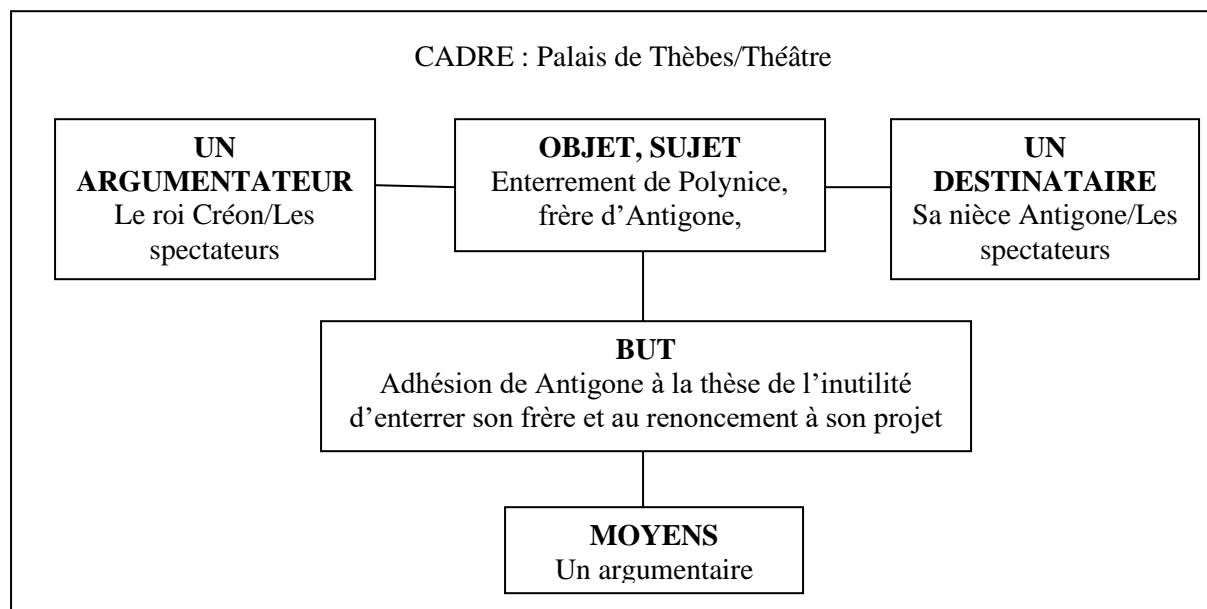 CADRE : Palais de Thèbes/Théâtre
UN
ARGUMENTATEUR
Le roi Créon/Les
spectateurs
OBJET, SUJET
Enterrement de Polynice,
frère d’Antigone,
UN
DESTINATAIRE
Sa nièce Antigone/Les
spectateurs
BUT
Adhésion de Antigone à la thèse de l’inutilité
d’enterrer son frère et au renoncement à son projet
MOYENS
Un argumentaire